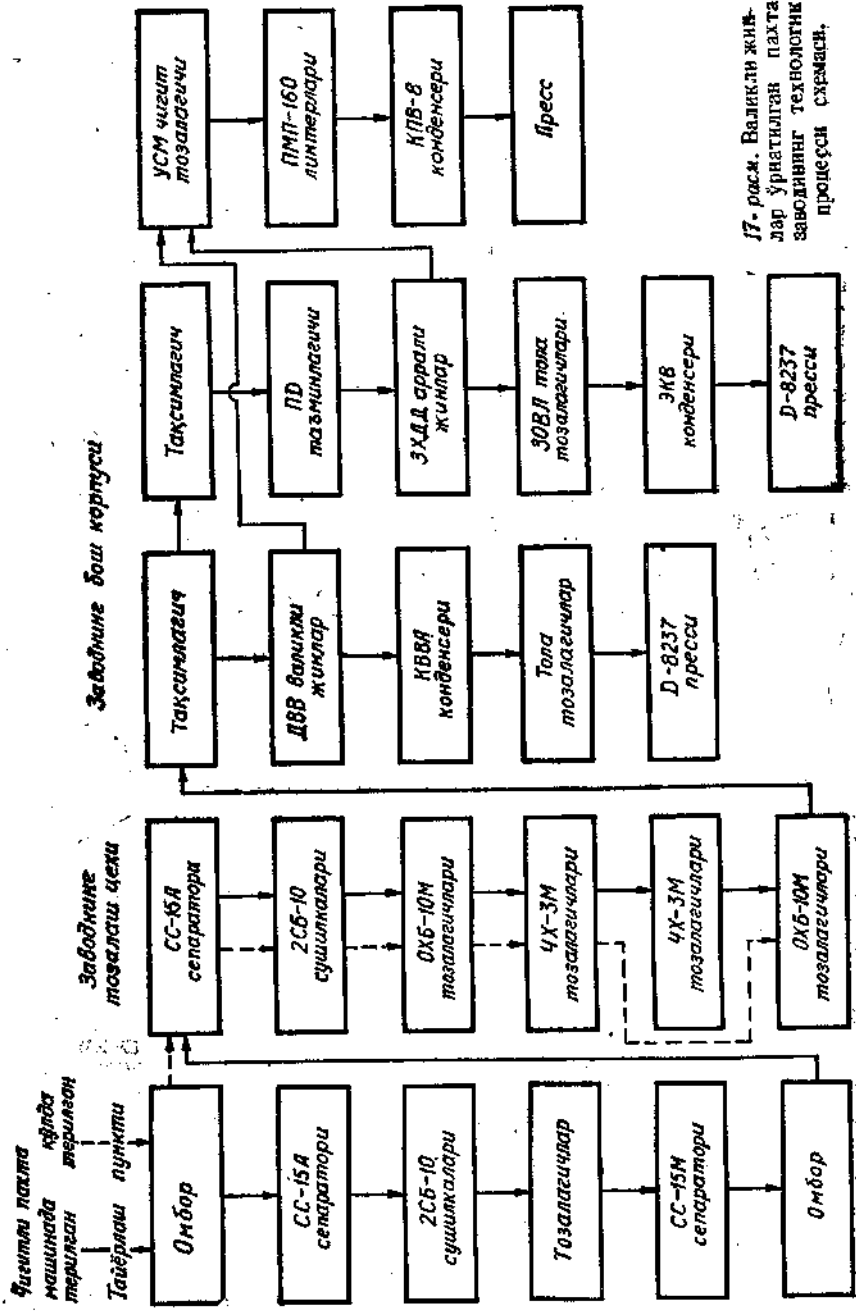 Чигитли пахта
машинада қўлда
терилган терилган
Тайёрлаш пункти
Омбор
СС-15А
сепаратори
2СБ-10
сушилкалари
Тозалагичлар
СС-15М
сепаратори
Омбор
Заводнинг
тозалаш цехи
СС-15А
сепаратори
2СБ-10
сушилкалари
ОХБ-10М
тозалагичлари
ЧХ-3М
тозалагичлари
ЧХ-3М
тозалагичлари
ОХБ-10М
тозалагичлари
Заводнинг бош корпуси
Тақсимлагич
ДВВ валикли
жинлар
КВВЛ
конденсери
Тола
тозалагичлар
D-8237
пресси
Тақсимлагич
ПD
таъминлагичи
3ХДД аррали
жинлар
3ОВЛ тола
тозалагичлари
ЭКВ
конденсери
D-8237
пресси
УСМ чигит
тозалагичи
ПМП-160
линтерлари
КПВ-8
конденсери
Пресс
17- расм. Валикли жин-
лар ўрнатилган пахта
заводининг технологик
процесси схемаси.